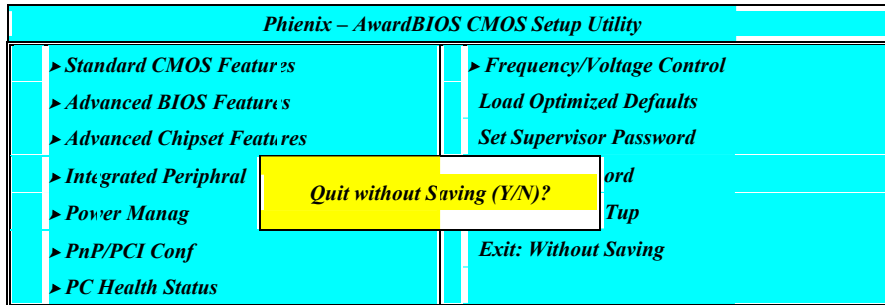 Phienix – AwardBIOS CMOS Setup Utility
➤ Standard CMOS Features
➤ Advanced BIOS Features
➤ Advanced Chipset Features
➤ Integrated Periphral
➤ Power Manag
➤ PnP/PCI Conf
➤ PC Health Status
➤ Frequency/Voltage Control
Load Optimized Defaults
Set Supervisor Password
ord
Tup
Exit: Without Saving
Quit without Saving (Y/N)?